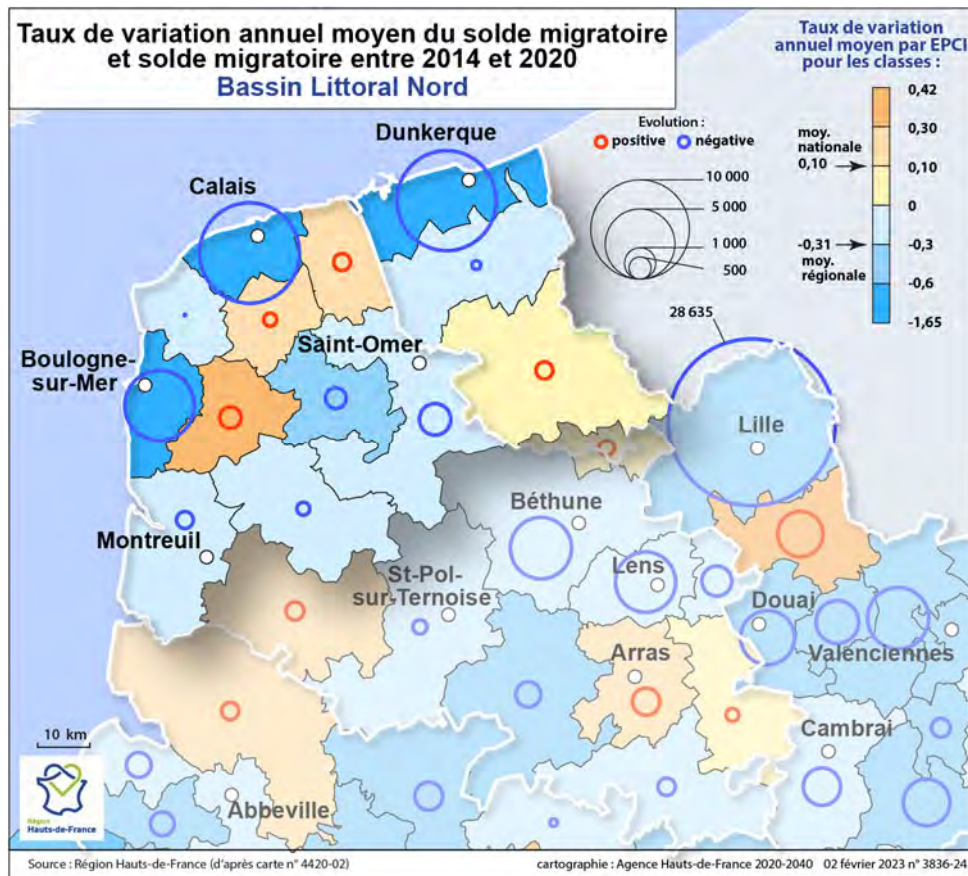 Taux de variation annuel moyen du solde migratoire
et solde migratoire entre 2014 et 2020
Bassin Littoral Nord
Taux de variation
annuel moyen par EPCI
pour les classes :
0,42
0,30
moy.
nationale
0,10
0,10
0
-0,31
-0,3
moy.
régionale
-0,6
-1,65
Evolution :
positive
négative
10 000
5 000
1 000
500
28 635
Dunkerque
Calais
Saint-Omer
Boulogne-
sur-Mer
Lille
Béthune
Montreuil
St-Pol-
sur-Ternoise
Lens
Douai
Valenciennes
Arras
Cambrai
Abbeville
10 km
Région
Hauts-de-France
Source : Région Hauts-de-France (d'après carte n° 4420-02)
cartographie : Agence Hauts-de-France 2020-2040 02 février 2023 n° 3836-24